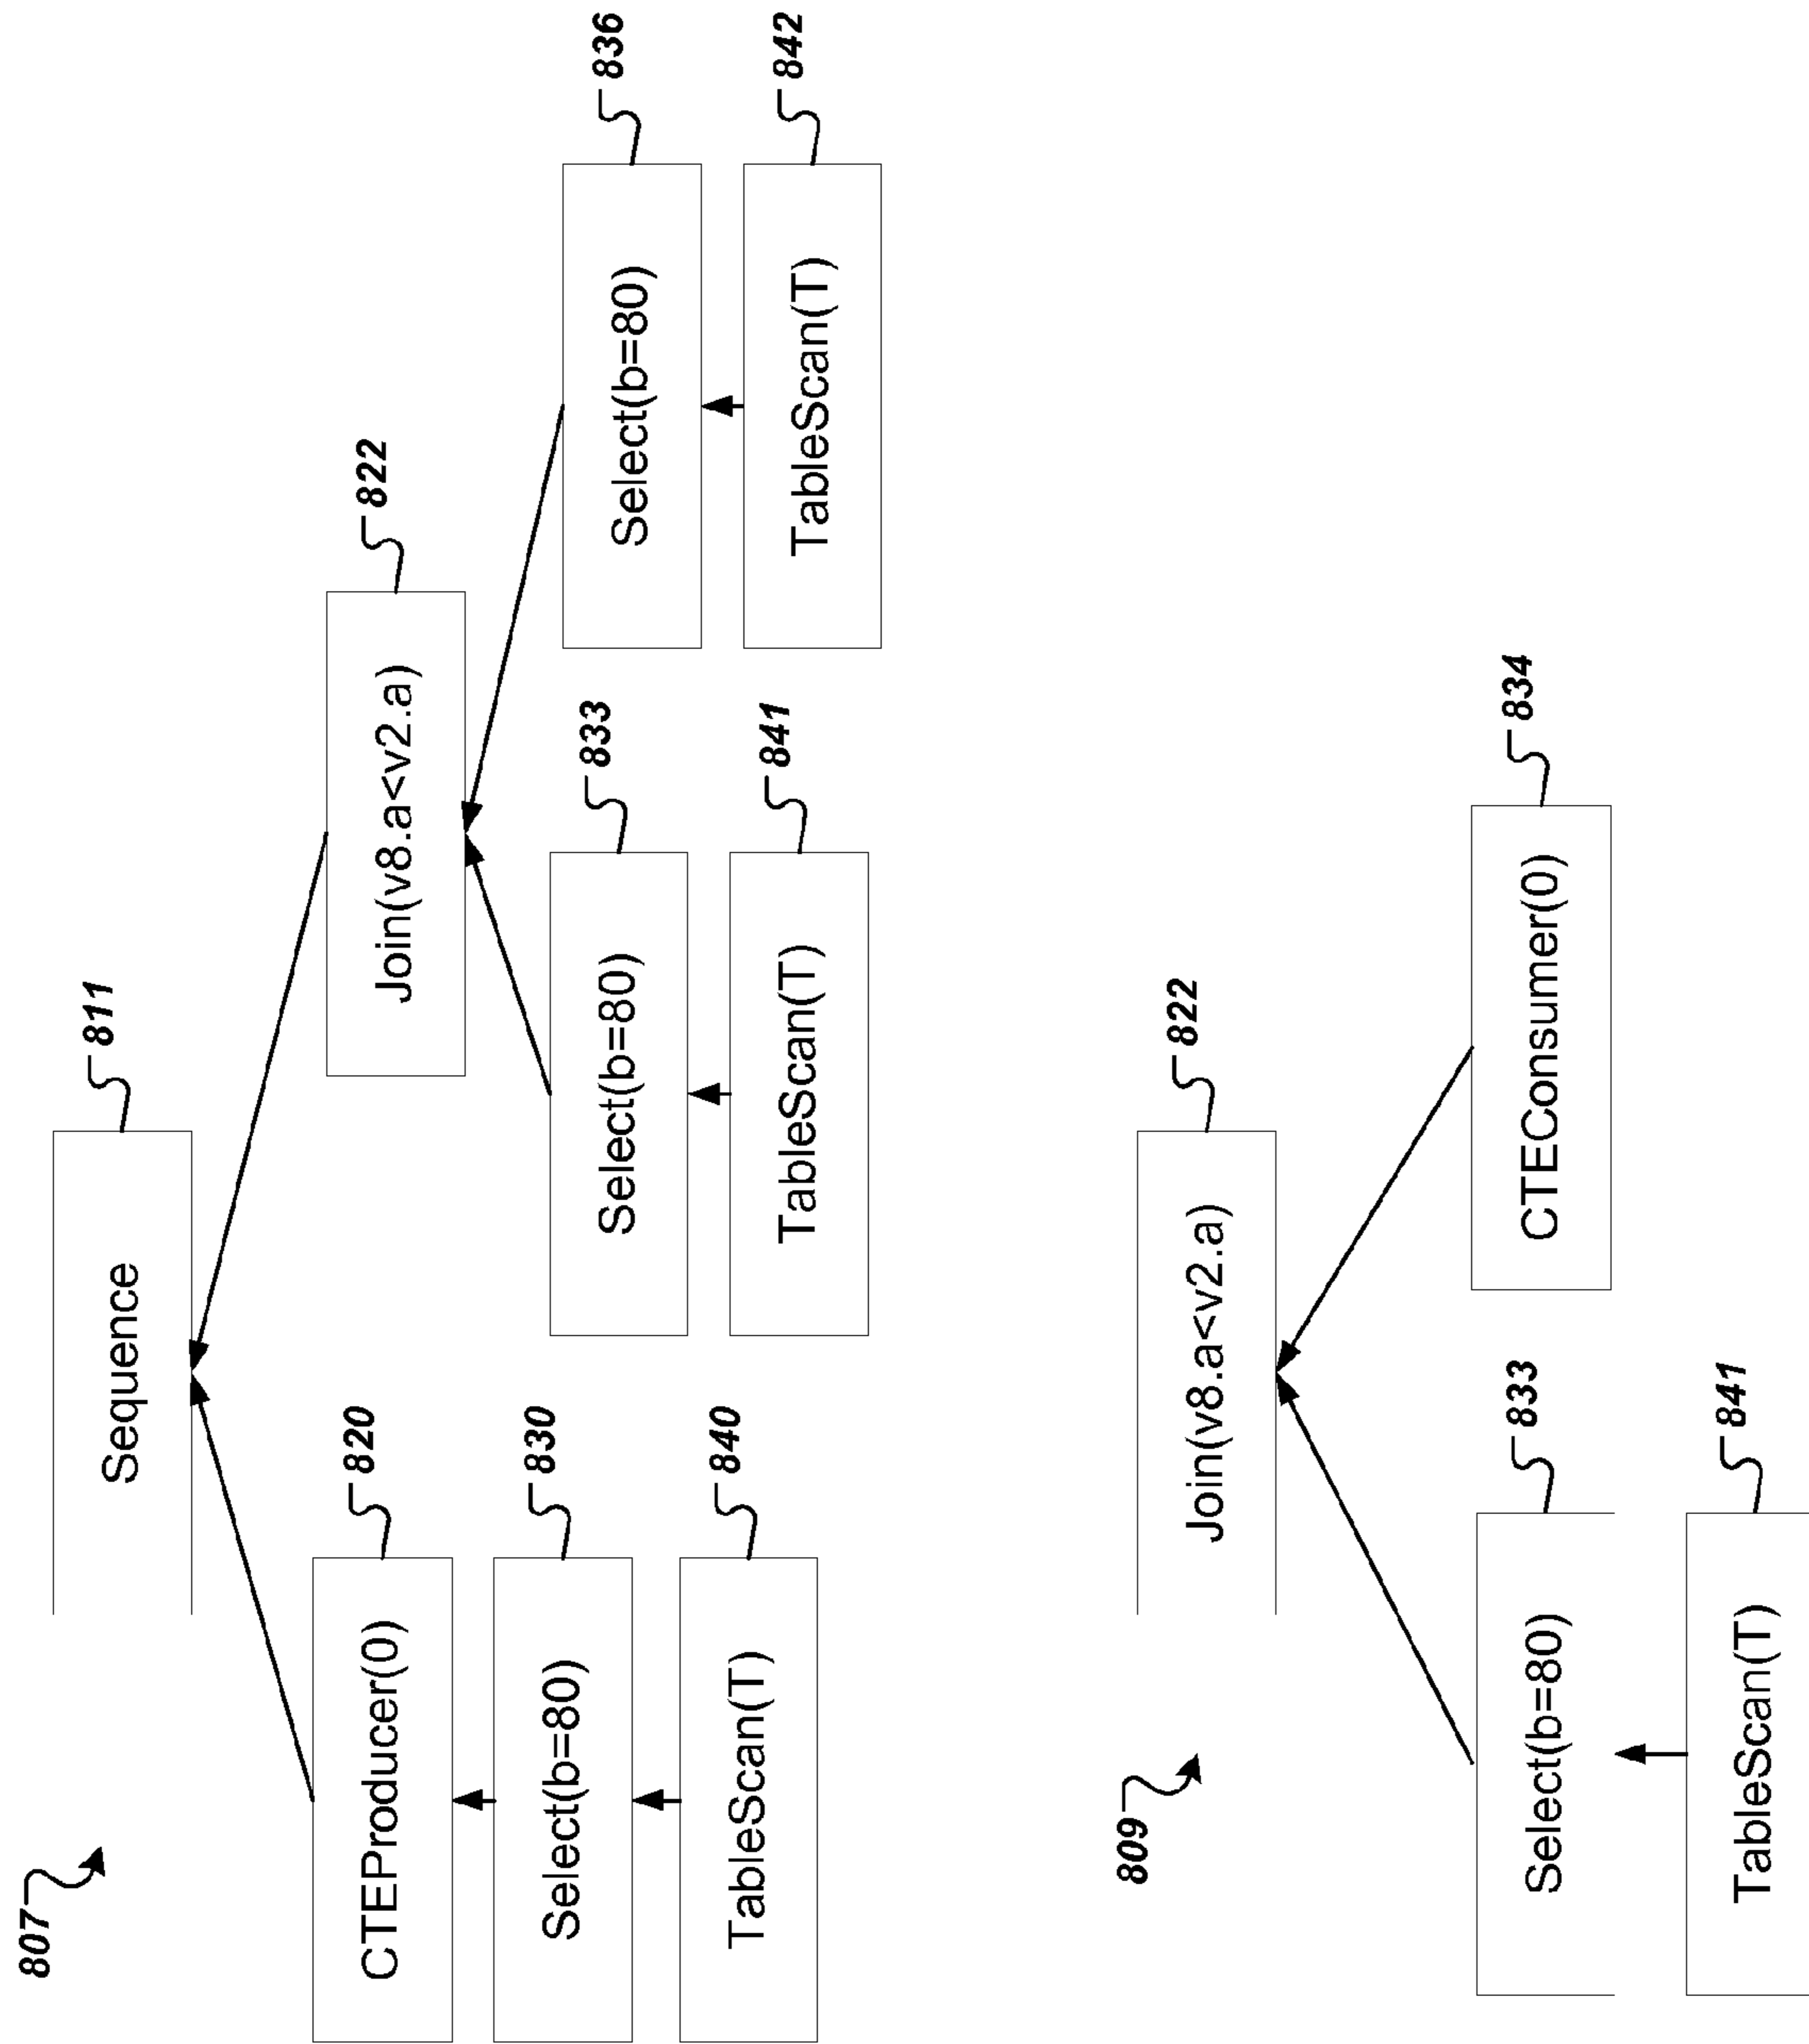 807
Sequence
811
CTEProducer(0)
820
Join(v8.a<v2.a)
822
Select(b=80)
830
Select(b=80)
833
Select(b=80)
836
TableScan(T)
840
TableScan(T)
841
TableScan(T)
842
809
Join(v8.a<v2.a)
822
Select(b=80)
833
CTEConsumer(0)
834
TableScan(T)
841